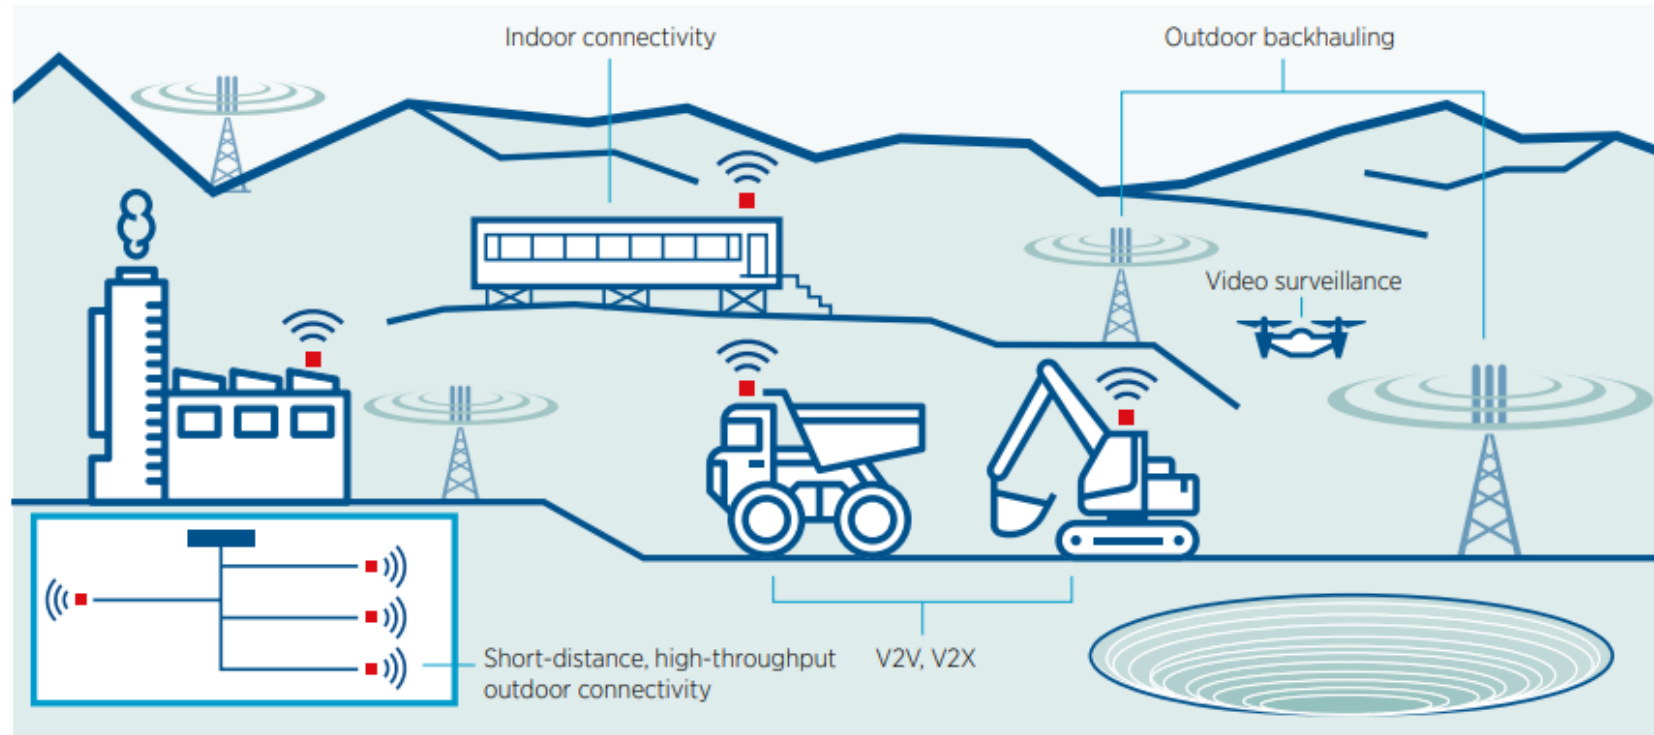 Indoor connectivity
Outdoor backhauling
Video surveillance
Short-distance, high-throughput
outdoor connectivity
V2V, V2X